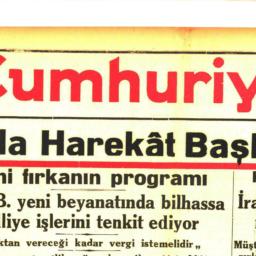 Cumhuriy
da Harekât Başl
ni fırkanın programı
B. yeni beyanatında bilhassa
liye işlerini tenkit ediyor
ktan vereceği kadar vergi istemelidir„
İra
Müşt